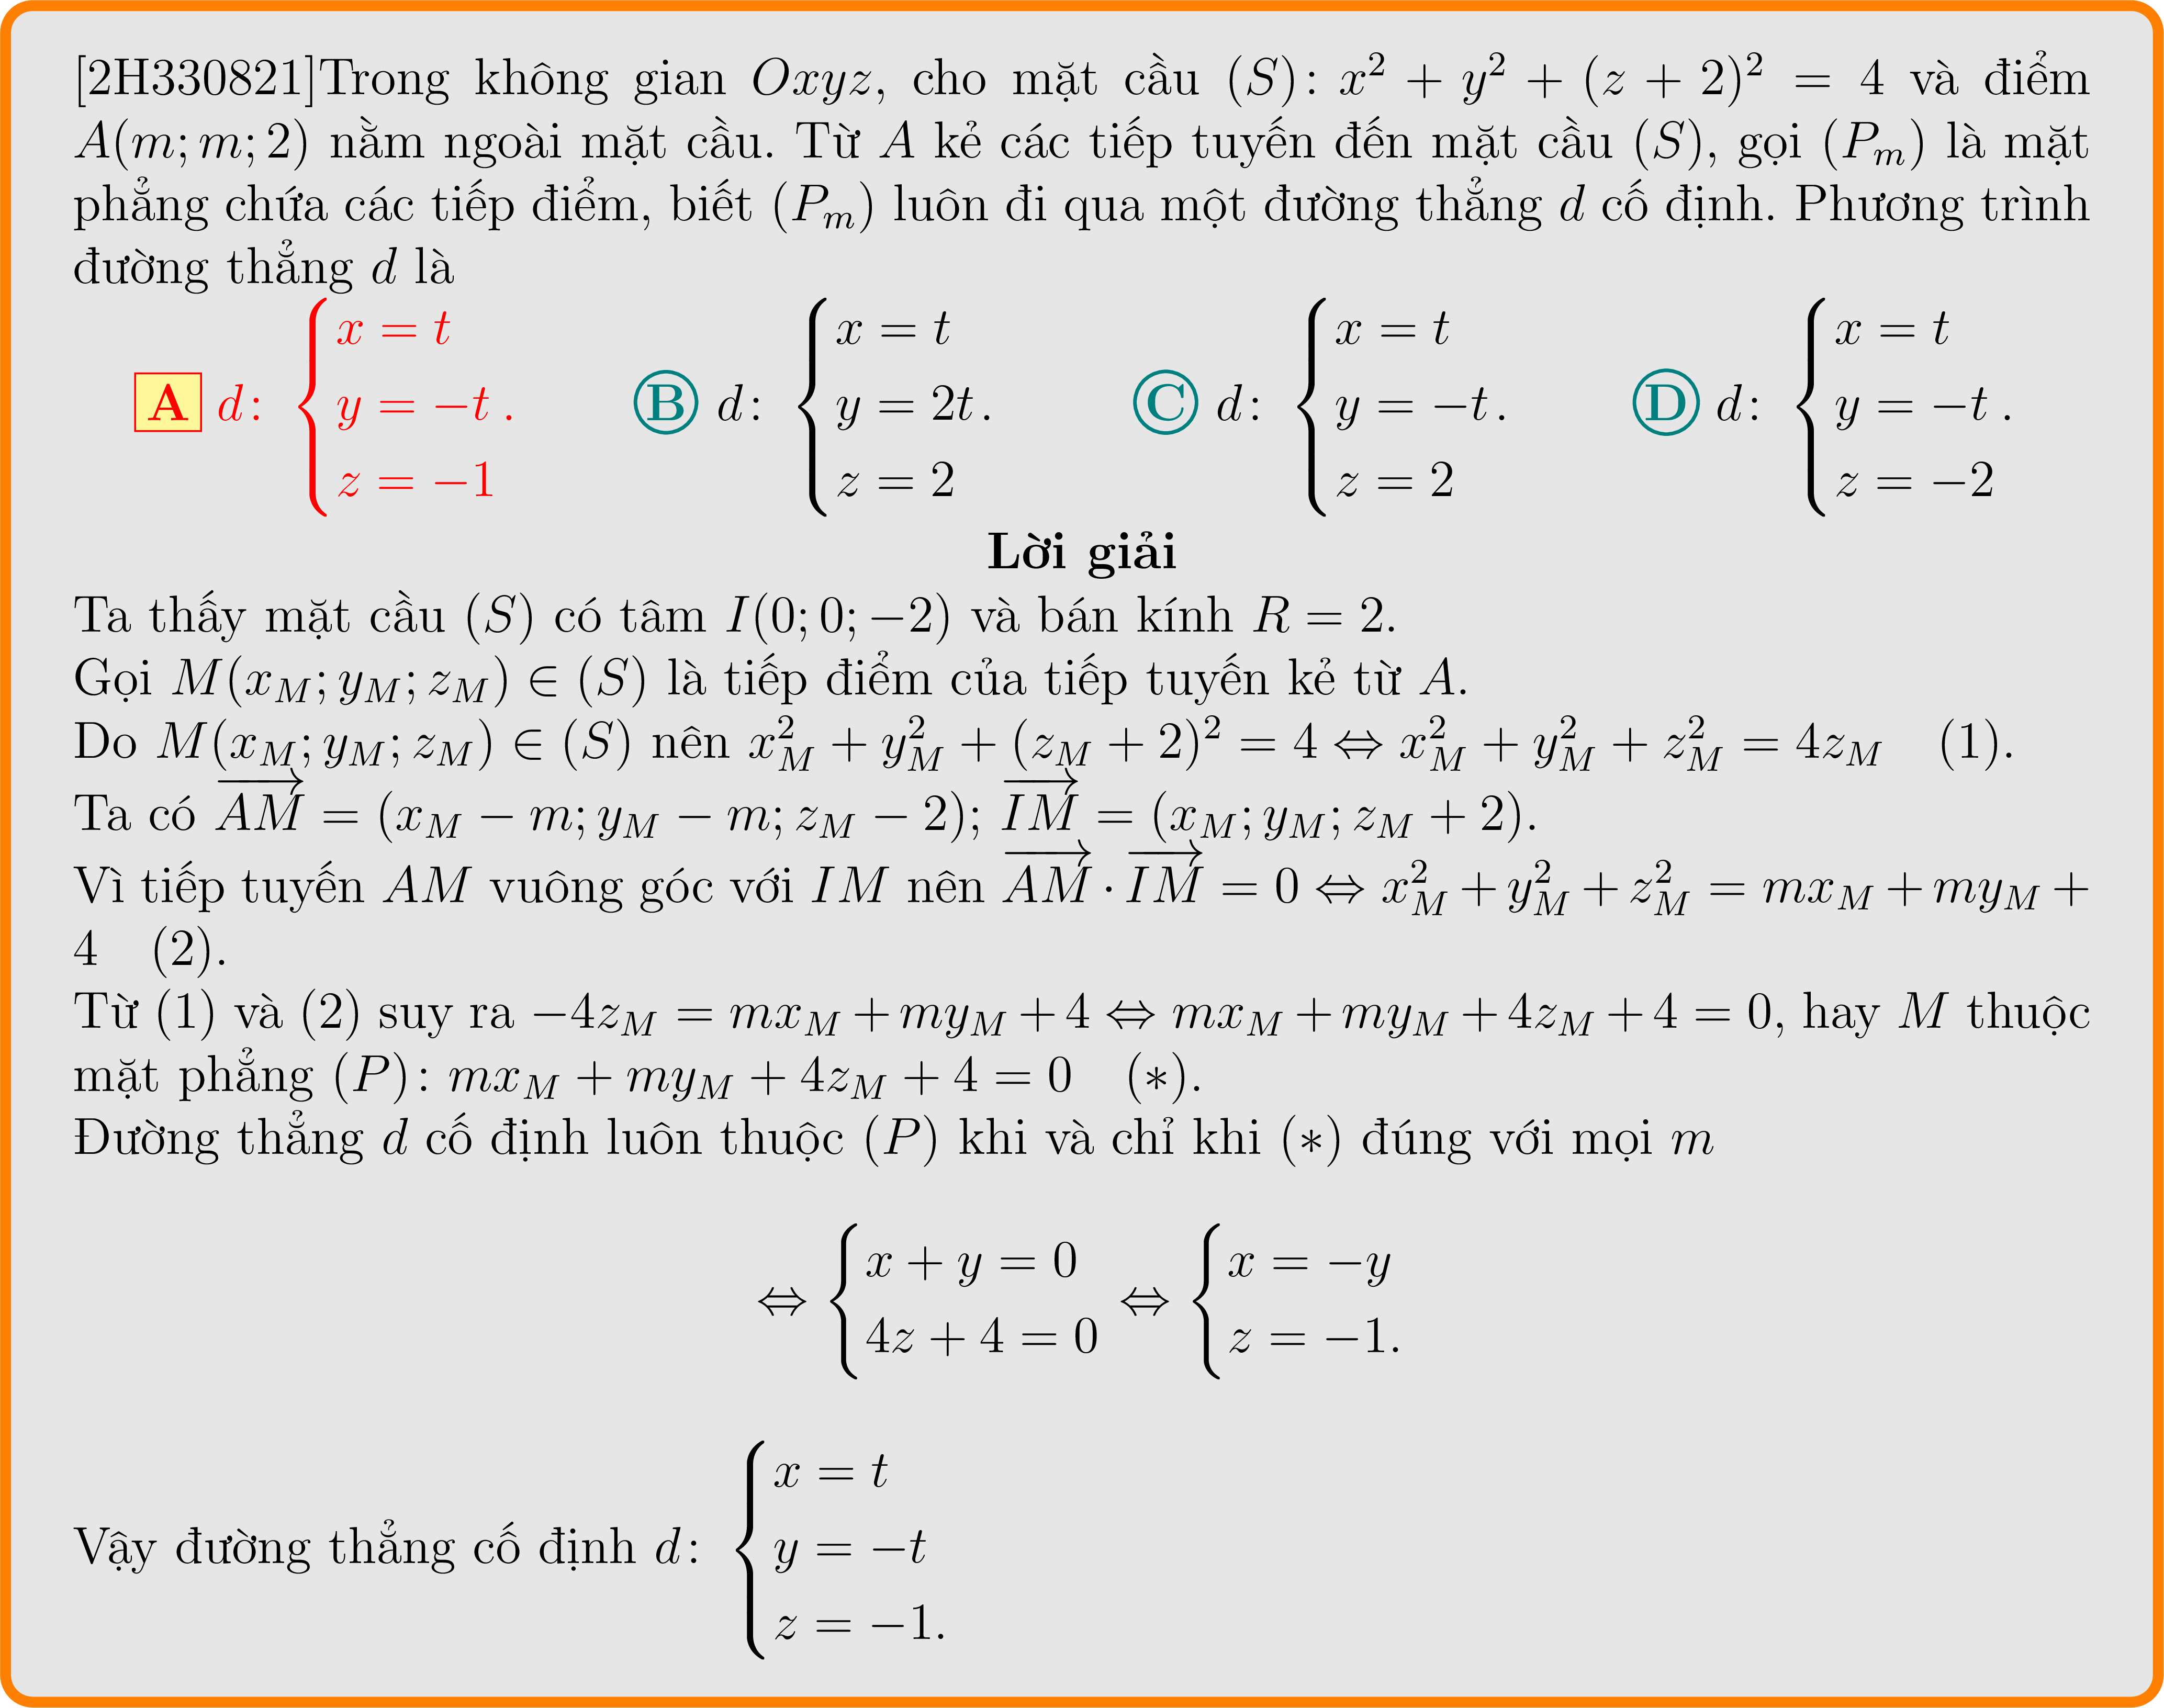 [2H330821]Trong không gian $Oxyz$, cho mặt cầu $(S)\colon x^2 + y^2 + (z + 2)^2 = 4$ và điểm
$A(m; m; 2)$ nằm ngoài mặt cầu. Từ $A$ kẻ các tiếp tuyến đến mặt cầu $(S)$, gọi $(P_m)$ là mặt
phẳng chứa các tiếp điểm, biết $(P_m)$ luôn đi qua một đường thẳng $d$ cố định. Phương trình
đường thẳng $d$ là
A $d\colon \begin{cases} x = t \\ y = -t \\ z = -1 \end{cases}.$ B $d\colon \begin{cases} x = t \\ y = 2t \\ z = 2 \end{cases}.$ C $d\colon \begin{cases} x = t \\ y = -t \\ z = 2 \end{cases}.$ D $d\colon \begin{cases} x = t \\ y = -t \\ z = -2 \end{cases}.$
Lời giải
Ta thấy mặt cầu $(S)$ có tâm $I(0; 0; -2)$ và bán kính $R = 2$.
Gọi $M(x_M; y_M; z_M) \in (S)$ là tiếp điểm của tiếp tuyến kẻ từ $A$.
Do $M(x_M; y_M; z_M) \in (S)$ nên $x_M^2 + y_M^2 + (z_M + 2)^2 = 4 \Leftrightarrow x_M^2 + y_M^2 + z_M^2 = 4z_M \quad (1)$.
Ta có $\overrightarrow{AM} = (x_M - m; y_M - m; z_M - 2)$; $\overrightarrow{IM} = (x_M; y_M; z_M + 2)$.
Vì tiếp tuyến $AM$ vuông góc với $IM$ nên $\overrightarrow{AM} \cdot \overrightarrow{IM} = 0 \Leftrightarrow x_M^2 + y_M^2 + z_M^2 = mx_M + my_M +$
$4 \quad (2)$.
Từ (1) và (2) suy ra $-4z_M = mx_M + my_M + 4 \Leftrightarrow mx_M + my_M + 4z_M + 4 = 0$, hay $M$ thuộc
mặt phẳng $(P)\colon mx_M + my_M + 4z_M + 4 = 0 \quad (*)$.
Đường thẳng $d$ cố định luôn thuộc $(P)$ khi và chỉ khi $(*)$ đúng với mọi $m$
$\Leftrightarrow \begin{cases} x + y = 0 \\ 4z + 4 = 0 \end{cases} \Leftrightarrow \begin{cases} x = -y \\ z = -1. \end{cases}$
Vậy đường thẳng cố định $d\colon \begin{cases} x = t \\ y = -t \\ z = -1. \end{cases}$